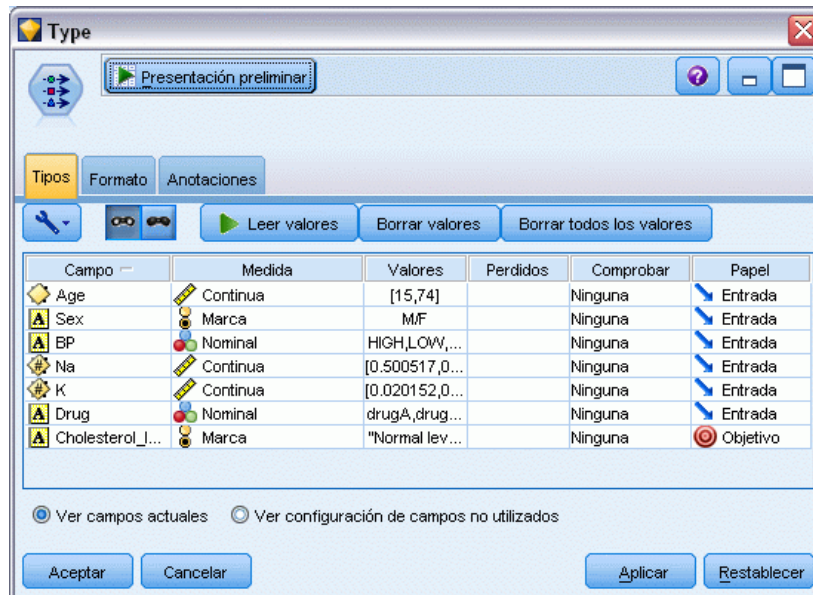 Type
Presentación preliminar
Tipos Formato Anotaciones
Leer valores Borrar valores Borrar todos los valores
Campo Medida Valores Perdidos Comprobar Papel
Age Continua [15,74] Ninguna Entrada
A Sex Marca M/F Ninguna Entrada
A BP Nominal HIGH,LOW,... Ninguna Entrada
# Na Continua [0.500517,0... Ninguna Entrada
# K Continua [0.020152,0... Ninguna Entrada
A Drug Nominal drugA,drug... Ninguna Entrada
A Cholesterol_l... Marca "Normal lev... Ninguna Objetivo
Ver campos actuales Ver configuración de campos no utilizados
Aceptar Cancelar Aplicar Restablecer